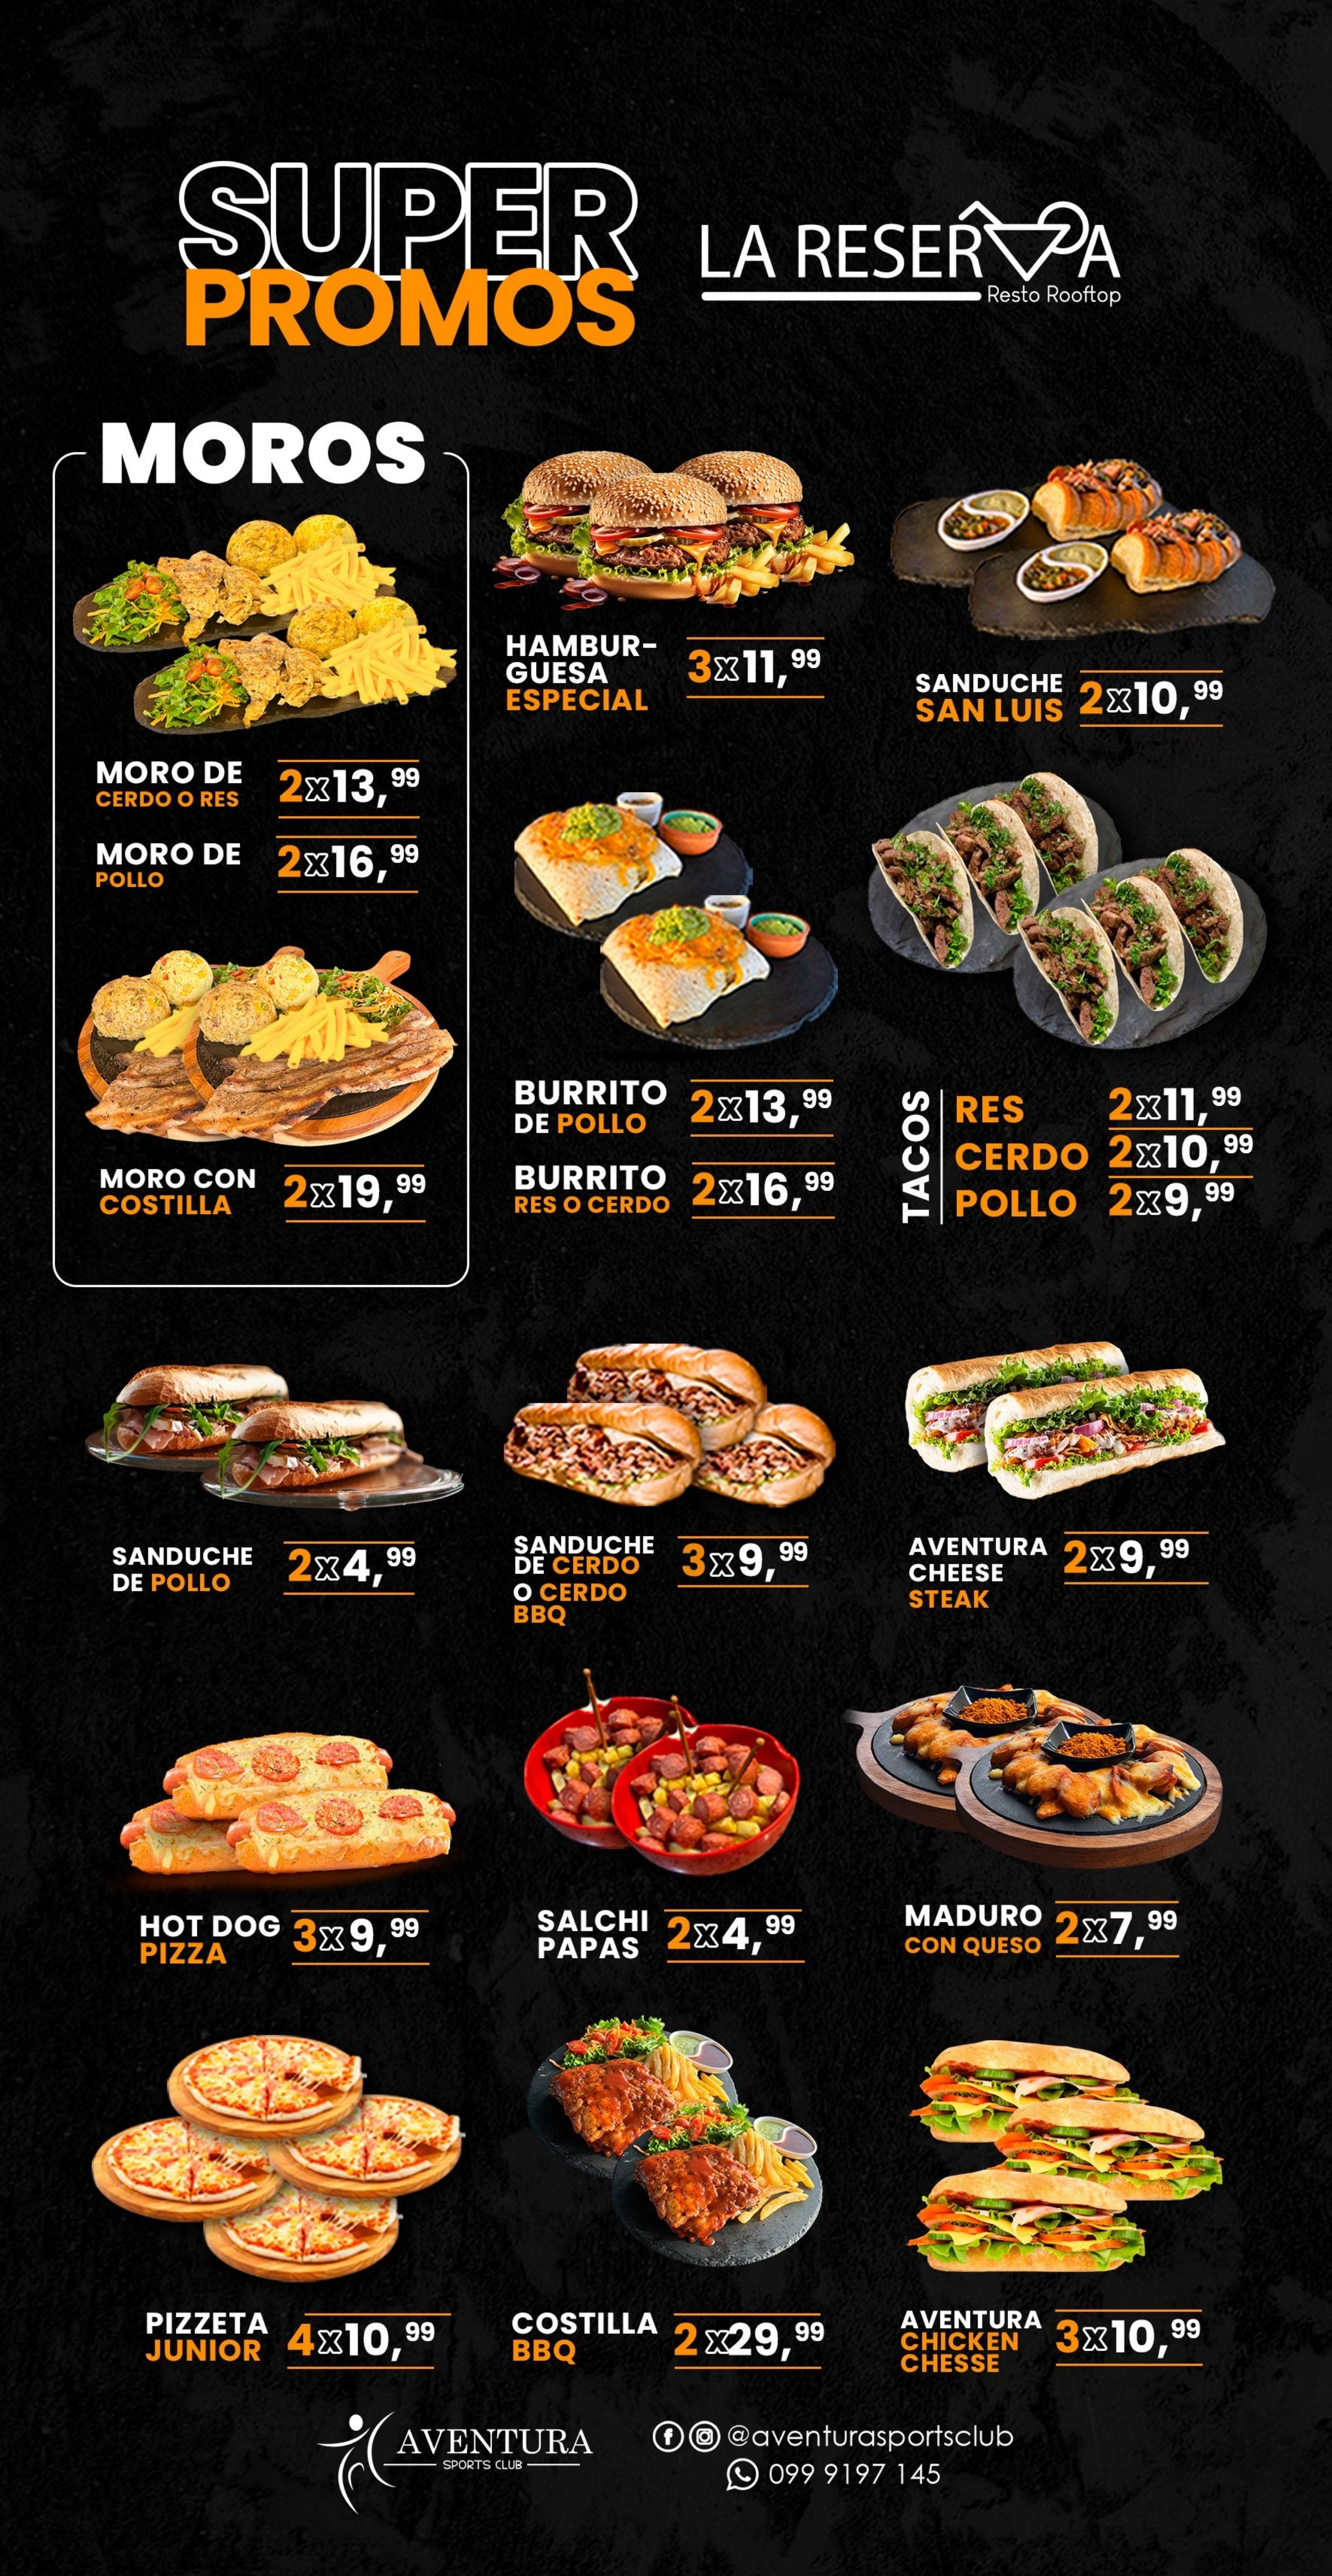 SUPER
PROMOS
LA RESERVA
Resto Rooftop
MOROS
MORO DE
CERDO O RES
2x13,99
MORO DE
POLLO
2x16,99
MORO CON
COSTILLA
2x19,99
HAMBUR-
GUESA
ESPECIAL
3x11,99
SANDUCHE
SAN LUIS
2x10,99
BURRITO
DE POLLO
2x13,99
BURRITO
RES O CERDO
2x16,99
TACOS
RES 2x11,99
CERDO 2x10,99
POLLO 2x9,99
SANDUCHE
DE POLLO
2x4,99
SANDUCHE
DE CERDO
O CERDO
BBQ
3x9,99
AVENTURA
CHEESE
STEAK
2x9,99
HOT DOG
PIZZA
3x9,99
SALCHI
PAPAS
2x4,99
MADURO
CON QUESO
2x7,99
PIZZETA
JUNIOR
4x10,99
COSTILLA
BBQ
2x29,99
AVENTURA
CHICKEN
CHESSE
3x10,99
AVENTURA
SPORTS CLUB
@aventurasportsclub
099 9197 145